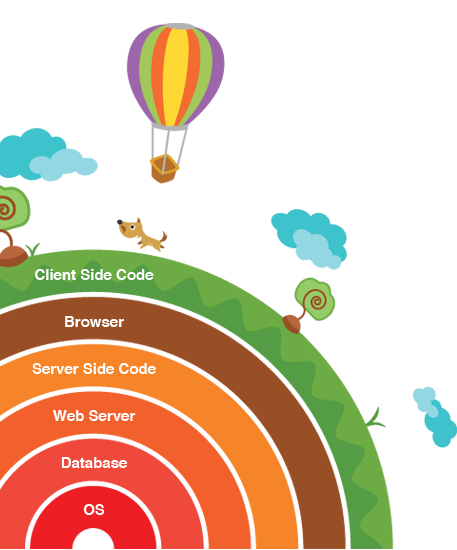 Client Side Code
Browser
Server Side Code
Web Server
Database
OS